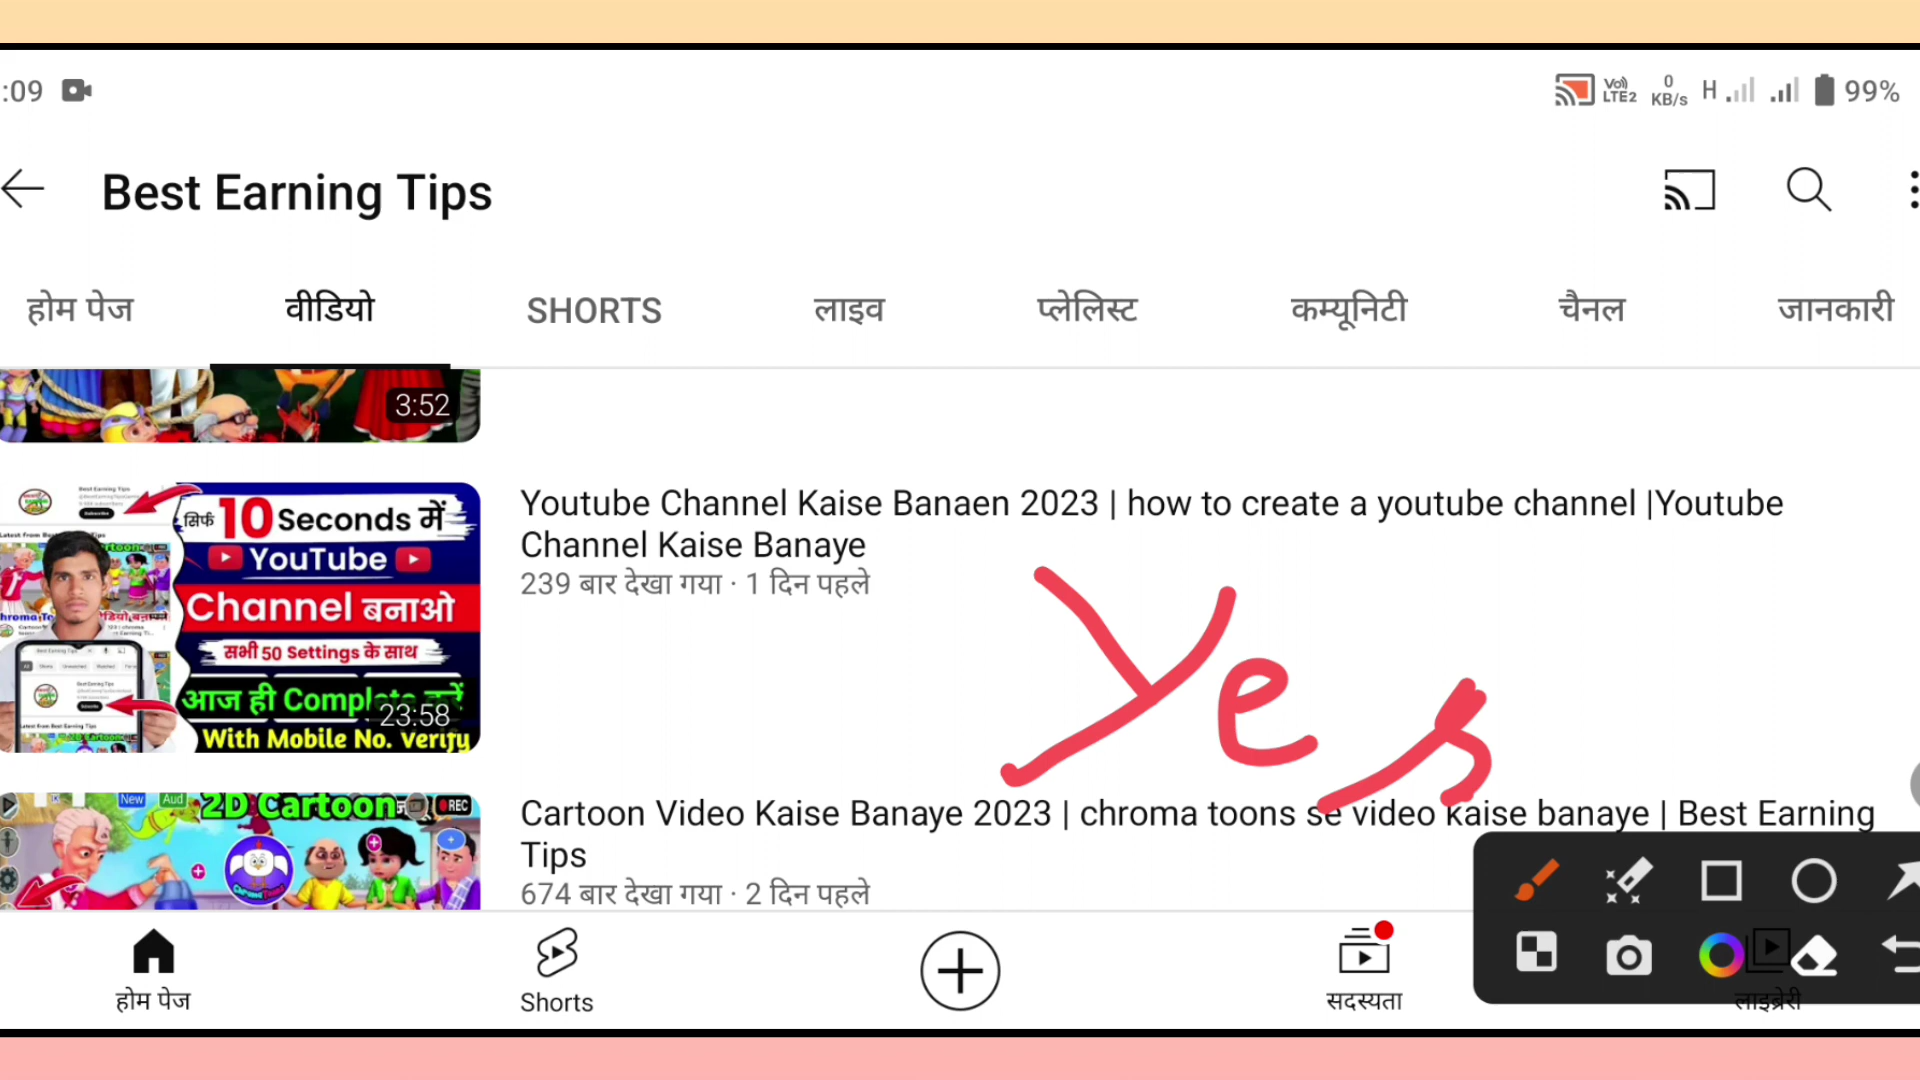 :09 Vo) LTE2 0 KB/s H 99%
Best Earning Tips
होम पेज वीडियो SHORTS लाइव प्लेलिस्ट कम्यूनिटी चैनल जानकारी
3:52
सिर्फ 10 Seconds में
YouTube
Channel बनाओ
सभी 50 Settings के साथ
आज ही Complete करें
23:58
With Mobile No. Verify
Youtube Channel Kaise Banaen 2023 | how to create a youtube channel |Youtube
Channel Kaise Banaye
239 बार देखा गया · 1 दिन पहले
Yes
New Aud 2D Cartoon REC
Cartoon Video Kaise Banaye 2023 | chroma toons se video kaise banaye | Best Earning
Tips
674 बार देखा गया · 2 दिन पहले
होम पेज Shorts सदस्यता लाइब्रेरी